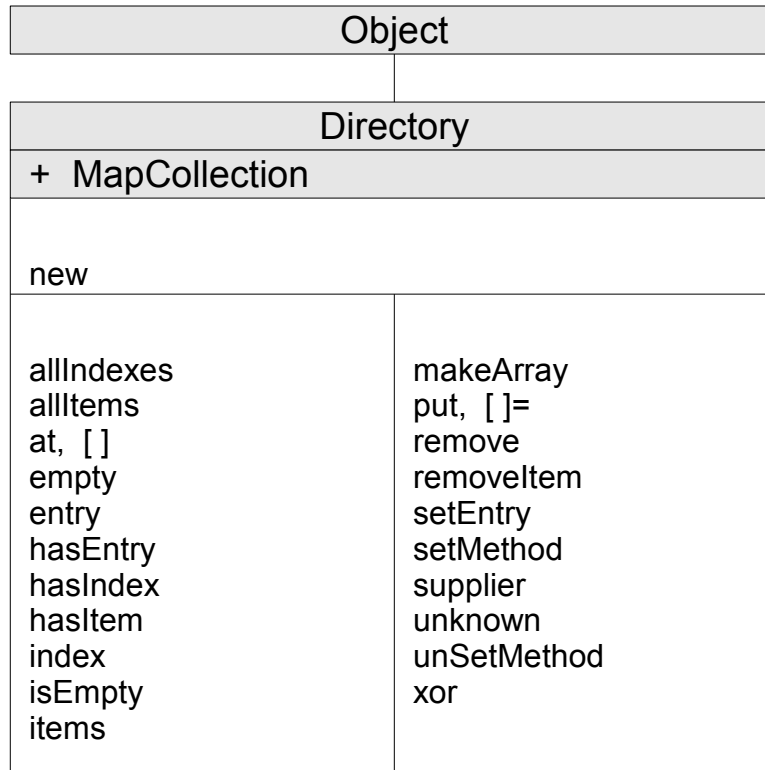 Object
Directory
+ MapCollection
new
allIndexes
allItems
at, [ ]
empty
entry
hasEntry
hasIndex
hasItem
index
isEmpty
items
makeArray
put, [ ]=
remove
removeItem
setEntry
setMethod
supplier
unknown
unSetMethod
xor